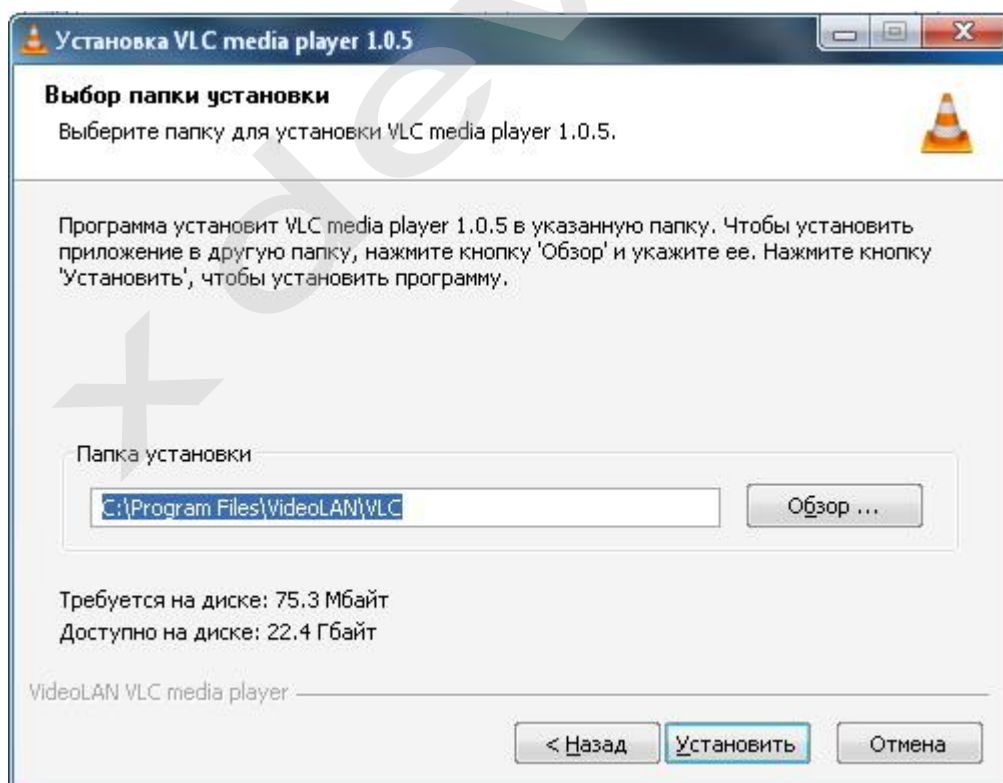 Установка VLC media player 1.0.5
Выбор папки установки
Выберите папку для установки VLC media player 1.0.5.
Программа установит VLC media player 1.0.5 в указанную папку. Чтобы установить
приложение в другую папку, нажмите кнопку 'Обзор' и укажите ее. Нажмите кнопку
'Установить', чтобы установить программу.
Папка установки
C:\Program Files\VideoLAN\VLC
Обзор ...
Требуется на диске: 75.3 Мбайт
Доступно на диске: 22.4 Гбайт
VideoLAN VLC media player
< Назад
Установить
Отмена
x dev